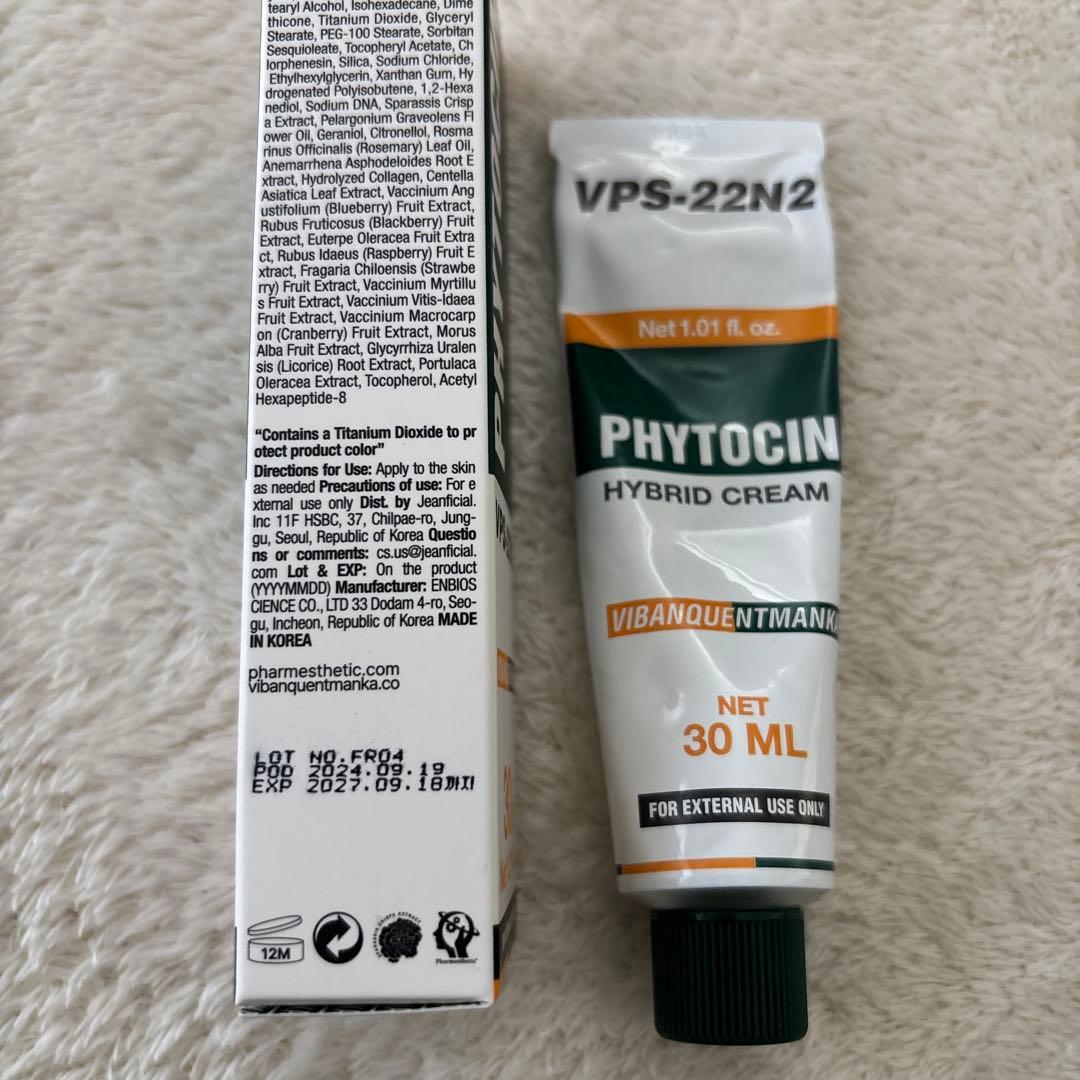 tearyl Alcohol, Isohexadecane, Dime
thicone, Titanium Dioxide, Glyceryl
Stearate, PEG-100 Stearate, Sorbitan
Sesquioleate, Tocopheryl Acetate, Ch
lorphenesin, Silica, Sodium Chloride,
Ethylhexylglycerin, Xanthan Gum, Hy
drogenated Polyisobutene, 1,2-Hexa
nediol, Sodium DNA, Sparassis Crisp
a Extract, Pelargonium Graveolens Fl
ower Oil, Geraniol, Citronellol, Rosma
rinus Officinalis (Rosemary) Leaf Oil,
Anemarrhena Asphodeloides Root E
xtract, Hydrolyzed Collagen, Centella
Asiatica Leaf Extract, Vaccinium Ang
ustifolium (Blueberry) Fruit Extract,
Rubus Fruticosus (Blackberry) Fruit
Extract, Euterpe Oleracea Fruit Extra
ct, Rubus Idaeus (Raspberry) Fruit E
xtract, Fragaria Chiloensis (Strawbe
rry) Fruit Extract, Vaccinium Myrtillu
s Fruit Extract, Vaccinium Vitis-Idaea
Fruit Extract, Vaccinium Macrocarp
on (Cranberry) Fruit Extract, Morus
Alba Fruit Extract, Glycyrrhiza Uralen
sis (Licorice) Root Extract, Portulaca
Oleracea Extract, Tocopherol, Acetyl
Hexapeptide-8
“Contains a Titanium Dioxide to pr
otect product color”
Directions for Use: Apply to the skin
as needed Precautions of use: For e
xternal use only Dist. by Jeanficial.
Inc 11F HSBC, 37, Chilpae-ro, Jung-
gu, Seoul, Republic of Korea Questio
ns or comments: cs.us@jeanficial.
com Lot & EXP: On the product
(YYYYMMDD) Manufacturer: ENBIOS
CIENCE CO., LTD 33 Dodam 4-ro, Seo-
gu, Incheon, Republic of Korea MADE
IN KOREA
pharmesthetic.com
vibanquentmanka.co
LOT NO.FR04
POD 2024.09.19
EXP 2027.09.18까지
12M
SPARASSIS CRISPA EXTRACT
Pharmesthetic
VPS-22N2
Net 1.01 fl. oz.
PHYTOCIN
HYBRID CREAM
VIBANQUENTMANKA
NET
30 ML
FOR EXTERNAL USE ONLY